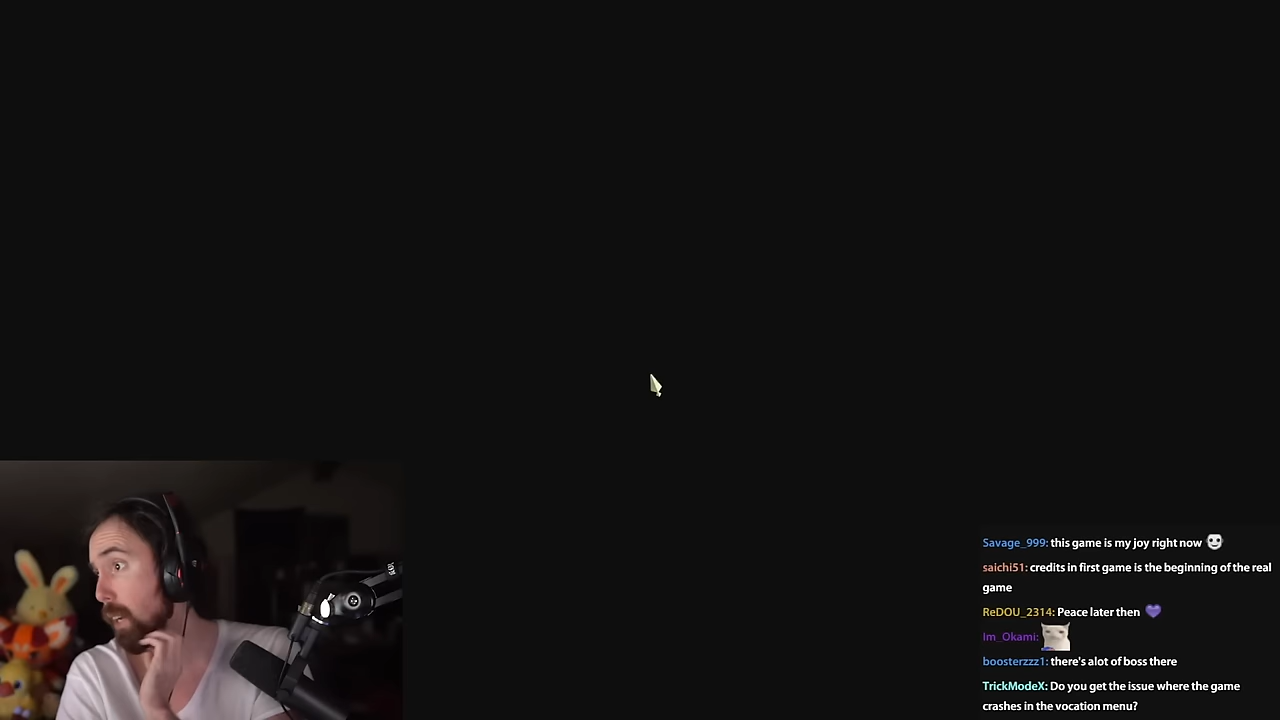 Savage_999: this game is my joy right now
saichi51: credits in first game is the beginning of the real
game
ReDOU_2314: Peace later then
Im_Okami:
boosterzzz1: there's alot of boss there
TrickModeX: Do you get the issue where the game
crashes in the vocation menu?